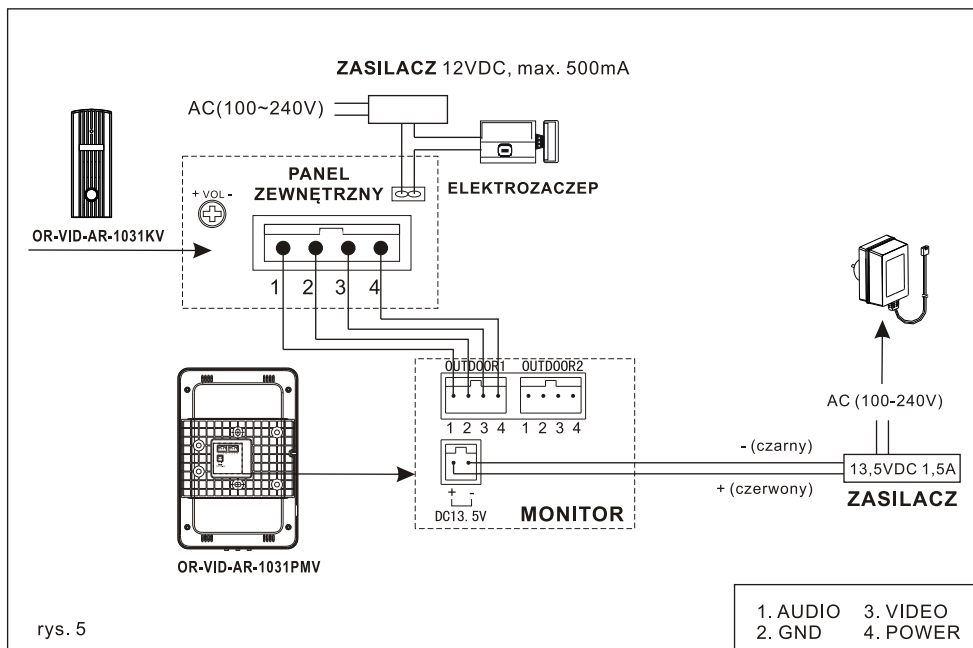 ZASILACZ 12VDC, max. 500mA
AC(100~240V)
PANEL
ZEWNĘTRZNY
ELEKTROZACZEP
+ VOL -
OR-VID-AR-1031KV
1 2 3 4
OUTDOOR1 OUTDOOR2
1 2 3 4 1 2 3 4
AC (100-240V)
- (czarny)
+ (czerwony)
13,5VDC 1,5A
ZASILACZ
+ -
DC13.5V
MONITOR
OR-VID-AR-1031PMV
rys. 5
1. AUDIO 3. VIDEO
2. GND 4. POWER